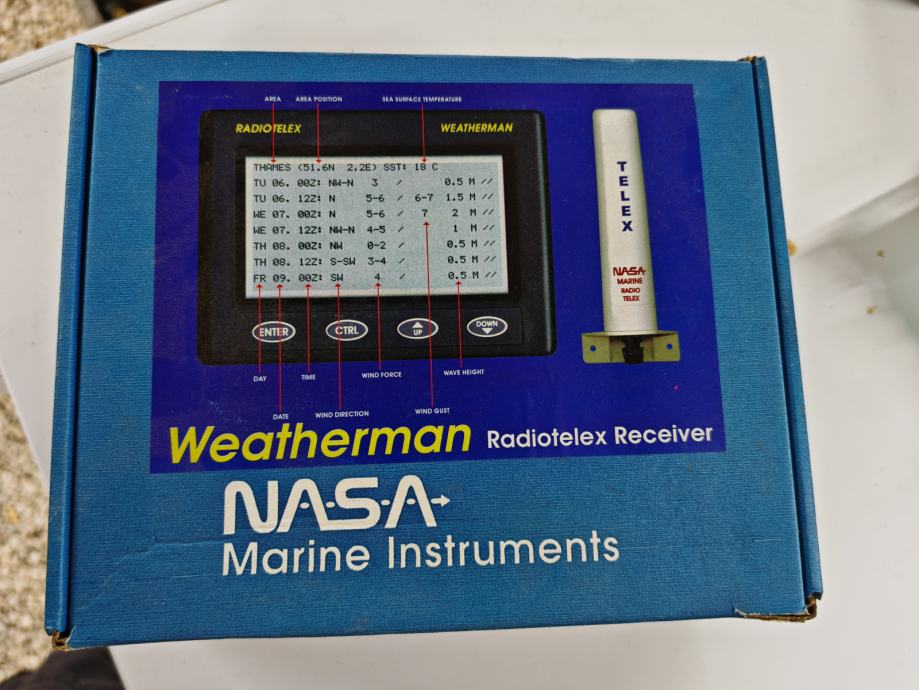 AREA AREA POSITION SEA SURFACE TEMPERATURE
RADIOTELEX WEATHERMAN
THAMES (51.6N 2.2E) SST: 18 C
TU 06. 00Z: NW-N 3 / 0.5 M //
TU 06. 12Z: N 5-6 / 6-7 1.5 M //
WE 07. 00Z: N 5-6 / 7 2 M //
WE 07. 12Z: NW-N 4-5 / 1 M //
TH 08. 00Z: NW 0-2 / 0.5 M //
TH 08. 12Z: S-SW 3-4 / 0.5 M //
FR 09. 00Z: SW 4 / 0.5 M //
ENTER CTRL UP DOWN
DAY TIME WIND FORCE WAVE HEIGHT
DATE WIND DIRECTION WIND GUST
TELEX
NASA
MARINE
RADIO
TELEX
Weatherman Radiotelex Receiver
N.A.S.A
Marine Instruments